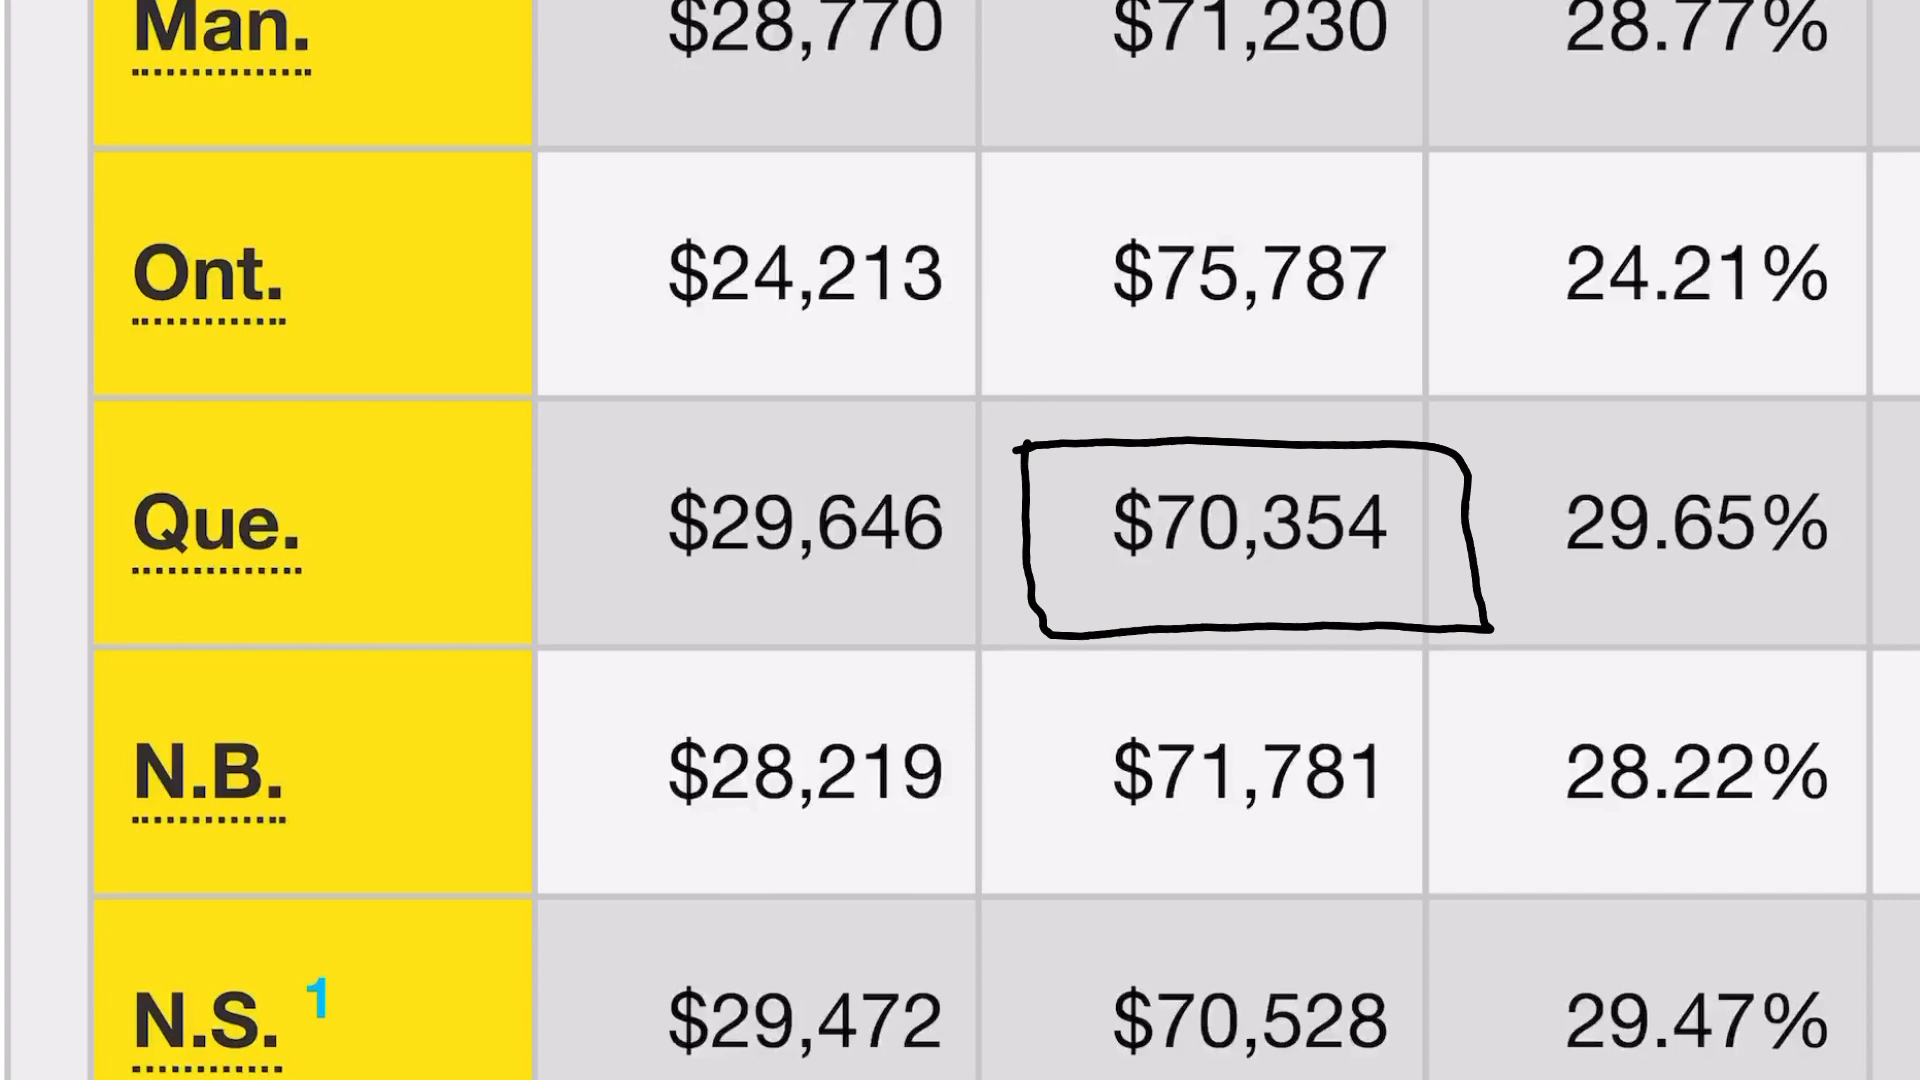 Man. $28,770 $71,230 28.77%
Ont. $24,213 $75,787 24.21%
Que. $29,646 $70,354 29.65%
N.B. $28,219 $71,781 28.22%
N.S. 1 $29,472 $70,528 29.47%